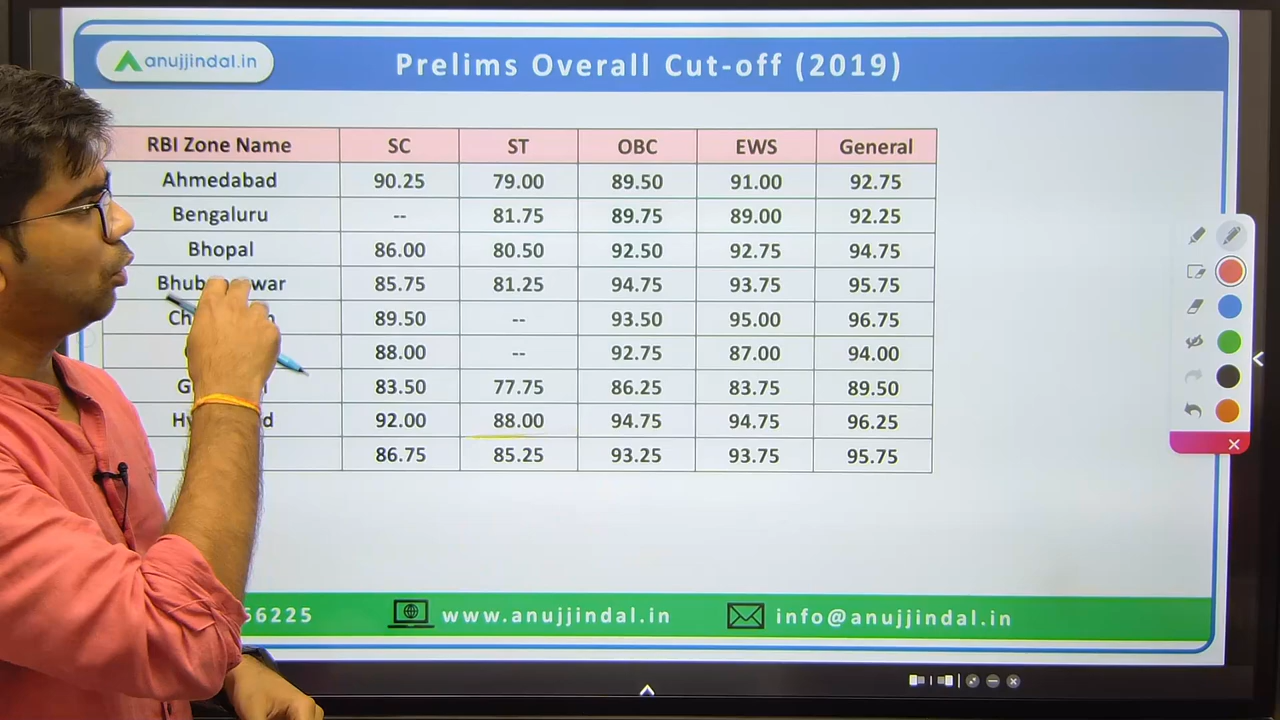 anujjindal.in
Prelims Overall Cut-off (2019)
RBI Zone Name SC ST OBC EWS General
Ahmedabad 90.25 79.00 89.50 91.00 92.75
Bengaluru -- 81.75 89.75 89.00 92.25
Bhopal 86.00 80.50 92.50 92.75 94.75
85.75 81.25 94.75 93.75 95.75
89.50 -- 93.50 95.00 96.75
88.00 -- 92.75 87.00 94.00
83.50 77.75 86.25 83.75 89.50
92.00 88.00 94.75 94.75 96.25
86.75 85.25 93.25 93.75 95.75
56225 www.anujjindal.in info@anujjindal.in